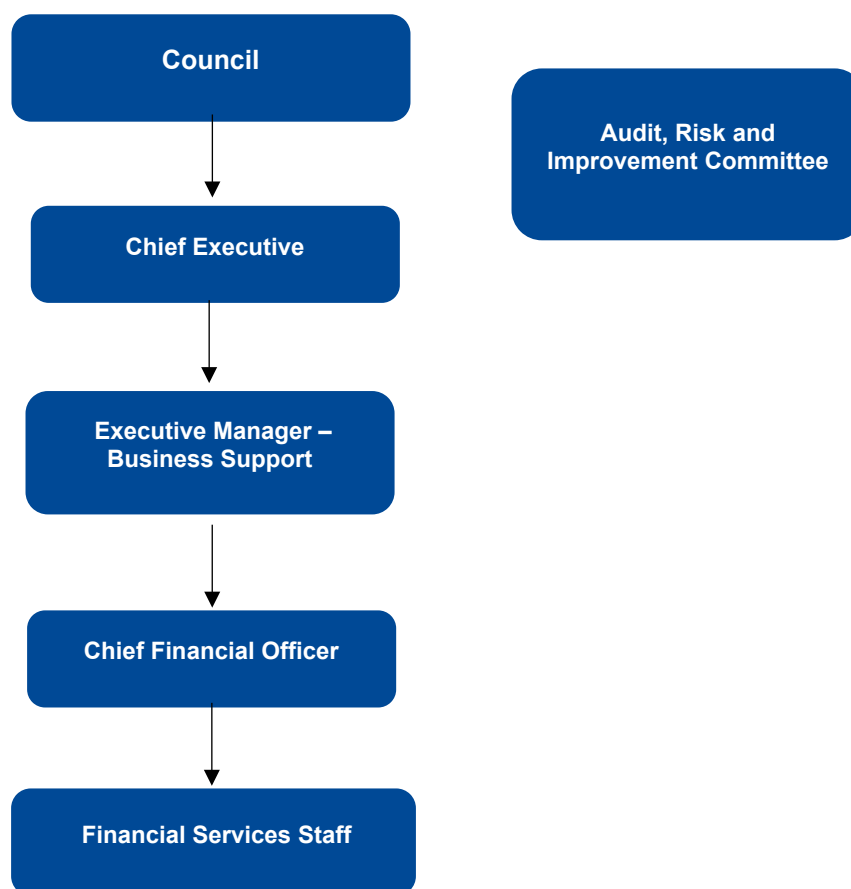 Council
Audit, Risk and
Improvement Committee
Chief Executive
Executive Manager –
Business Support
Chief Financial Officer
Financial Services Staff